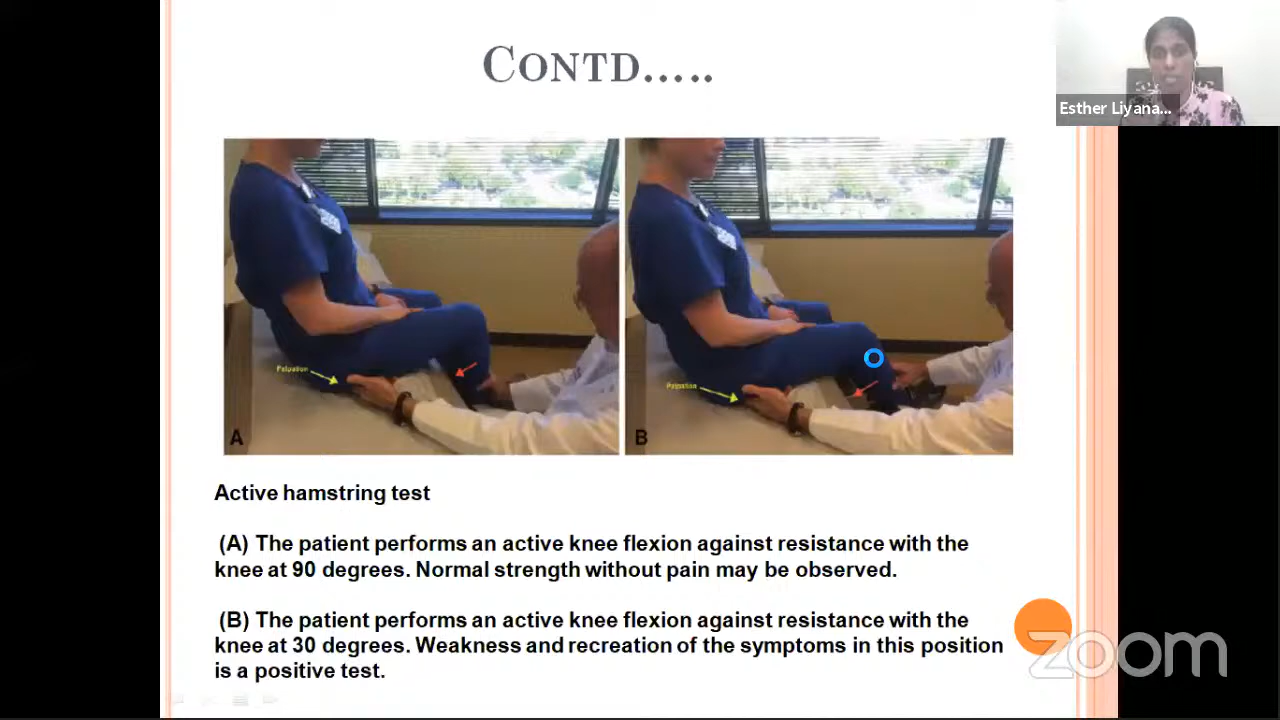 CONTD.....
Esther Liyana...
Palpation
A
Palpation
B
Active hamstring test
(A) The patient performs an active knee flexion against resistance with the
knee at 90 degrees. Normal strength without pain may be observed.
(B) The patient performs an active knee flexion against resistance with the
knee at 30 degrees. Weakness and recreation of the symptoms in this position
is a positive test.
zoom